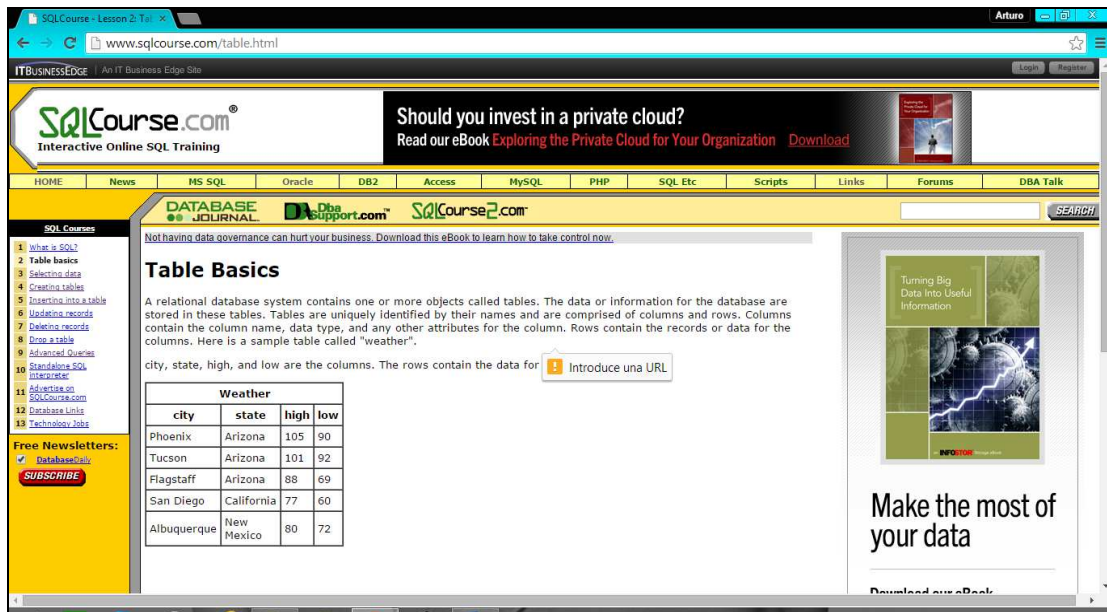 SQLCourse - Lesson 2: Tal
Arturo
www.sqlcourse.com/table.html
ITBUSINESSEDGE | An IT Business Edge Site
Login Register
SQLCourse.com®
Interactive Online SQL Training
Should you invest in a private cloud?
Read our eBook Exploring the Private Cloud for Your Organization Download
HOME News MS SQL Oracle DB2 Access MySQL PHP SQL Etc Scripts Links Forums DBA Talk
DATABASE JOURNAL. DbaSupport.com™ SQLCourse2.com
SEARCH
SQL Courses
1 What is SQL?
2 Table basics
3 Selecting data
4 Creating tables
5 Inserting into a table
6 Updating records
7 Deleting records
8 Drop a table
9 Advanced Queries
10 Standalone SQL interpreter
11 Advertise on SQLCourse.com
12 Database Links
13 Technology Jobs
Free Newsletters:
DatabaseDaily
SUBSCRIBE
Not having data governance can hurt your business. Download this eBook to learn how to take control now.
Table Basics
A relational database system contains one or more objects called tables. The data or information for the database are
stored in these tables. Tables are uniquely identified by their names and are comprised of columns and rows. Columns
contain the column name, data type, and any other attributes for the column. Rows contain the records or data for the
columns. Here is a sample table called "weather".
city, state, high, and low are the columns. The rows contain the data for
Introduce una URL
Weather
city state high low
Phoenix Arizona 105 90
Tucson Arizona 101 92
Flagstaff Arizona 88 69
San Diego California 77 60
Albuquerque New Mexico 80 72
Turning Big
Data Into Useful
Information
INFOSTOR
Make the most of
your data
Download our eBook